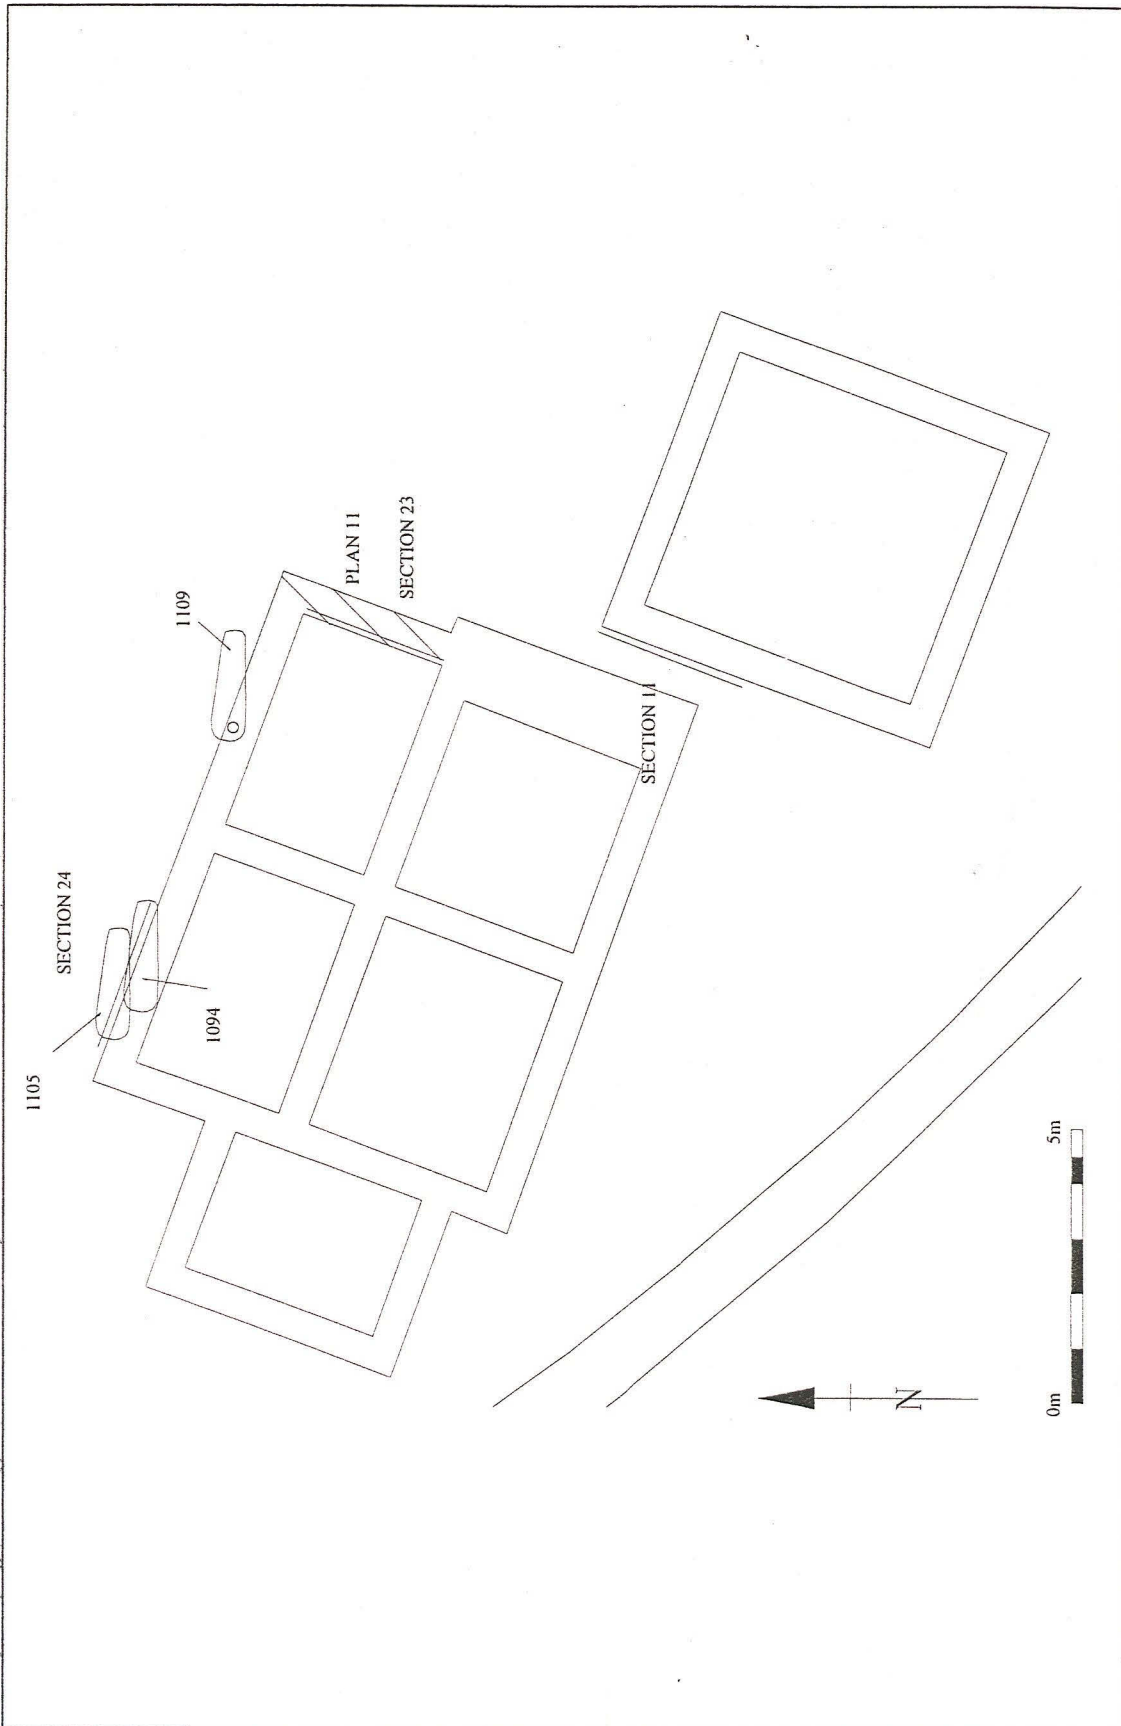 SECTION 24
1105
1094
1109
PLAN 11
SECTION 23
SECTION 11
N
0m
5m